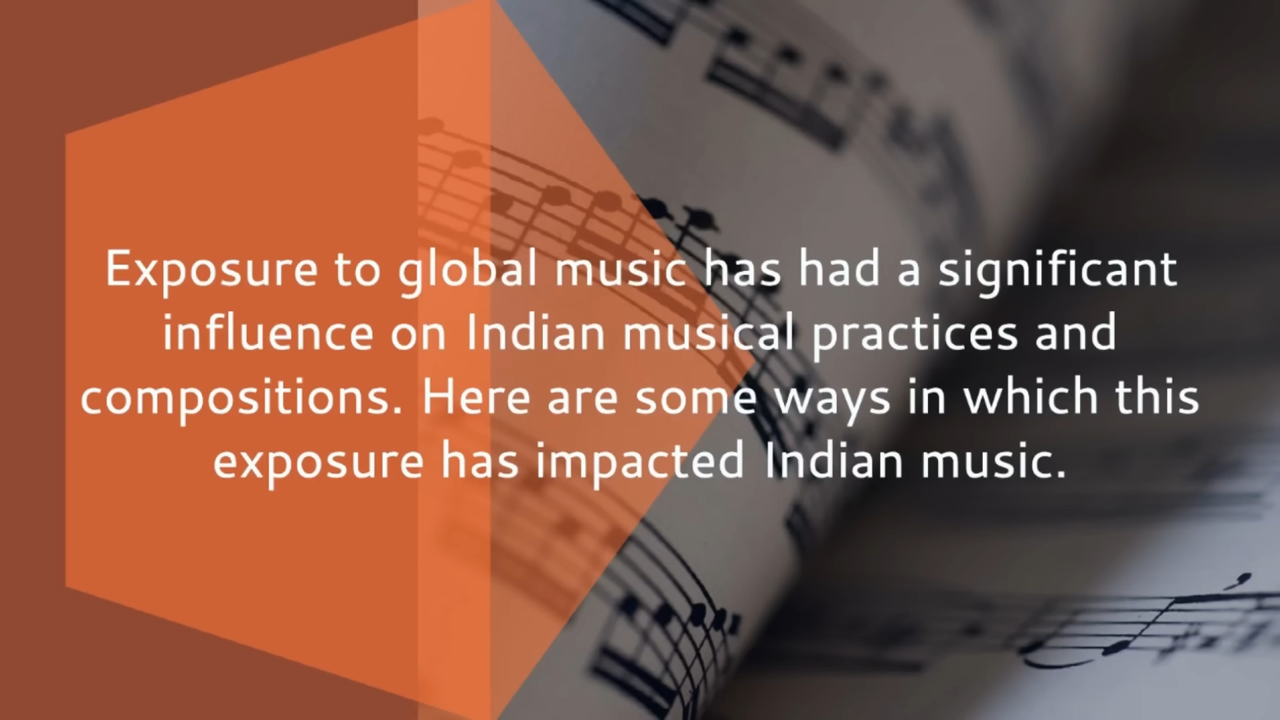 Exposure to global music has had a significant
influence on Indian musical practices and
compositions. Here are some ways in which this
exposure has impacted Indian music.